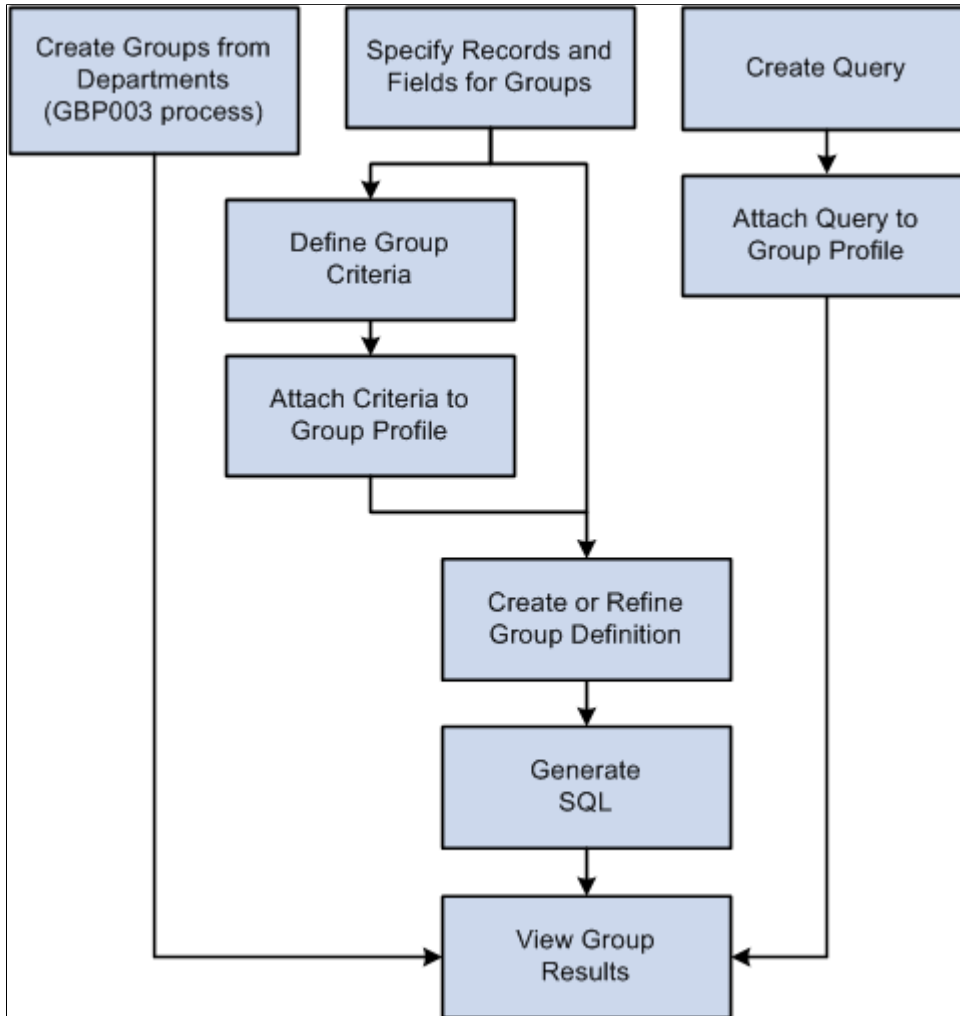 Create Groups from
Departments
(GBP003 process)
Specify Records and
Fields for Groups
Create Query
Define Group
Criteria
Attach Query to
Group Profile
Attach Criteria to
Group Profile
Create or Refine
Group Definition
Generate
SQL
View Group
Results